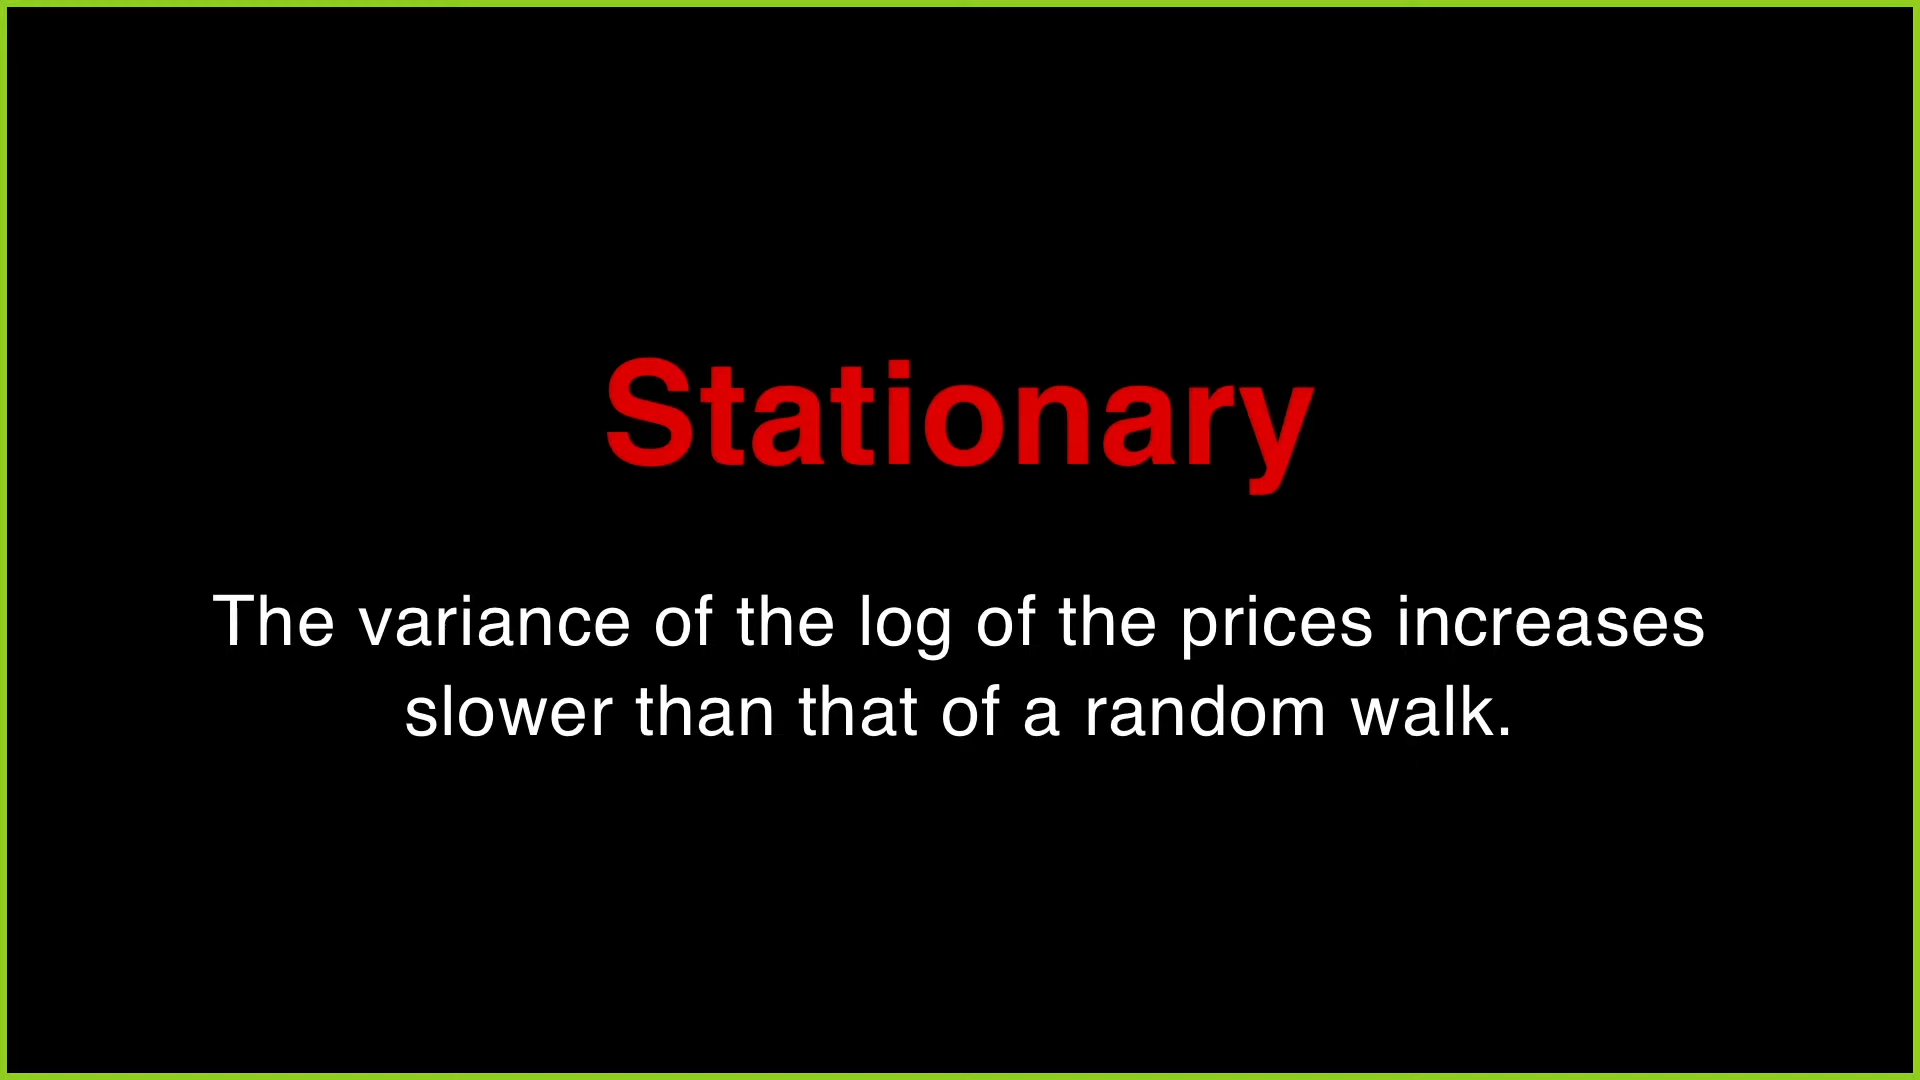 Stationary
The variance of the log of the prices increases
slower than that of a random walk.